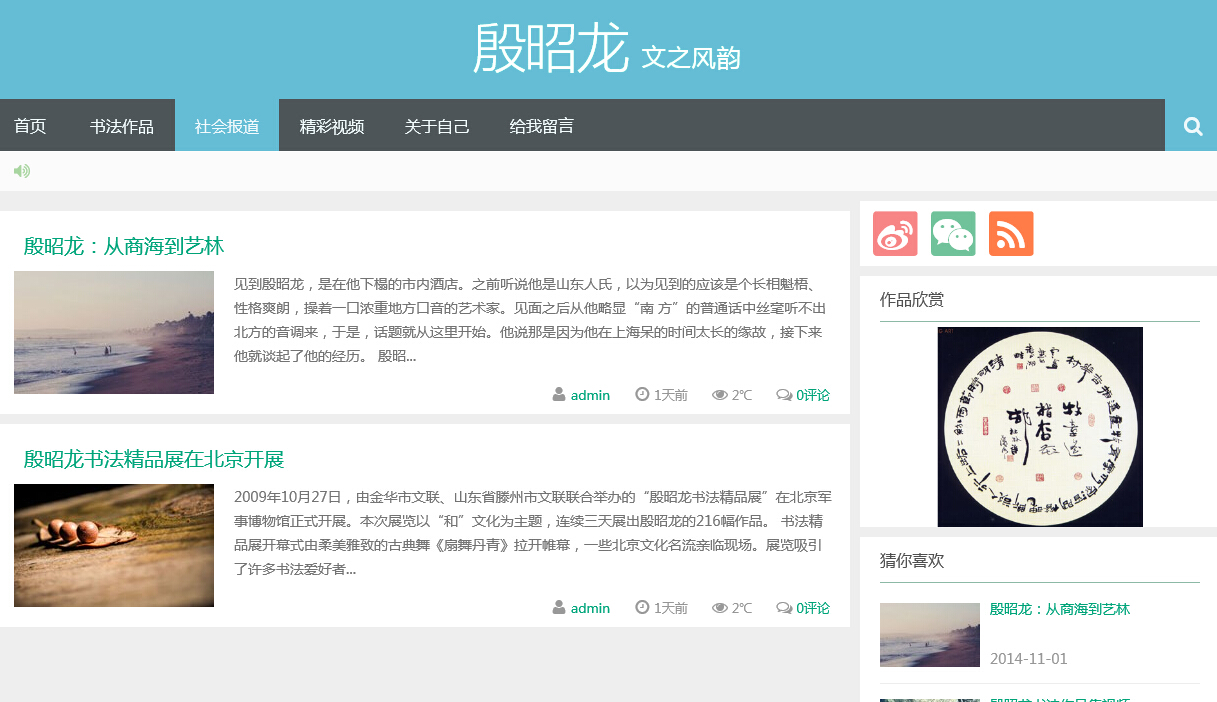 殷昭龙 文之风韵
首页 书法作品 社会报道 精彩视频 关于自己 给我留言
殷昭龙：从商海到艺林
见到殷昭龙，是在他下榻的市内酒店。之前听说他是山东人氏，以为见到的应该是个长相魁梧、
性格爽朗，操着一口浓重地方口音的艺术家。见面之后从他略显“南 方”的普通话中丝毫听不出
北方的音调来，于是，话题就从这里开始。他说那是因为他在上海呆的时间太长的缘故，接下来
他就谈起了他的经历。 殷昭...
admin 1天前 2℃ 0评论
殷昭龙书法精品展在北京开展
2009年10月27日，由金华市文联、山东省滕州市文联联合举办的“殷昭龙书法精品展”在北京军
事博物馆正式开展。本次展览以“和”文化为主题，连续三天展出殷昭龙的216幅作品。 书法精
品展开幕式由柔美雅致的古典舞《扇舞丹青》拉开帷幕，一些北京文化名流亲临现场。展览吸引
了许多书法爱好者...
admin 1天前 2℃ 0评论
作品欣赏
猜你喜欢
殷昭龙：从商海到艺林
2014-11-01